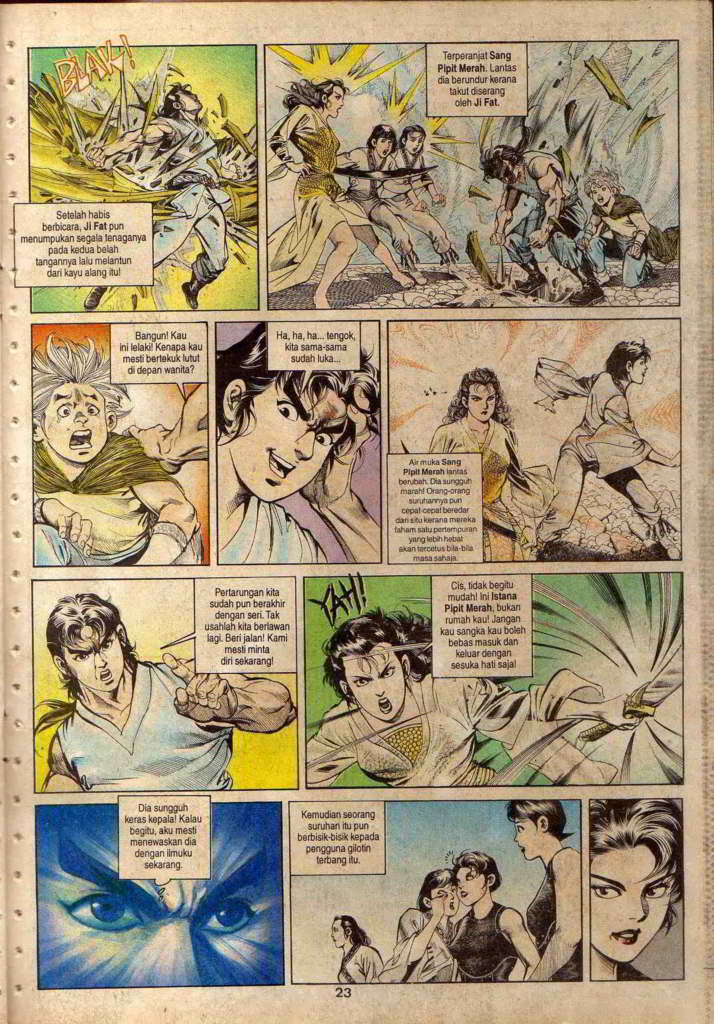 BLAK!
Setelah habis
berbicara, Ji Fat pun
menumpukan segala tenaganya
pada kedua belah
tangannya lalu melantun
dari kayu alang itu!
Terperanjat Sang
Pipit Merah. Lantas
dia berundur kerana
takut diserang
oleh Ji Fat.
Bangun! Kau
ini lelaki! Kenapa kau
mesti bertekuk lutut
di depan wanita?
Ha, ha, ha... tengok,
kita sama-sama
sudah luka...
Air muka Sang
Pipit Merah lantas
berubah. Dia sungguh
marah! Orang-orang
suruhannya pun
cepat-cepat beredar
dari situ kerana mereka
faham satu pertempuran
yang lebih hebat
akan tercetus bila-bila
masa sahaja.
Pertarungan kita
sudah pun berakhir
dengan seri. Tak
usahlah kita berlawan
lagi. Beri jalan! Kami
mesti minta
diri sekarang!
YAH!
Cis, tidak begitu
mudah! Ini Istana
Pipit Merah, bukan
rumah kau! Jangan
kau sangka kau boleh
bebas masuk dan
keluar dengan
sesuka hati saja!
Dia sungguh
keras kepala! Kalau
begitu, aku mesti
menewaskan dia
dengan ilmuku
sekarang.
Kemudian seorang
suruhari itu pun
berbisik-bisik kepada
pengguna gilotin
terbang itu.
23